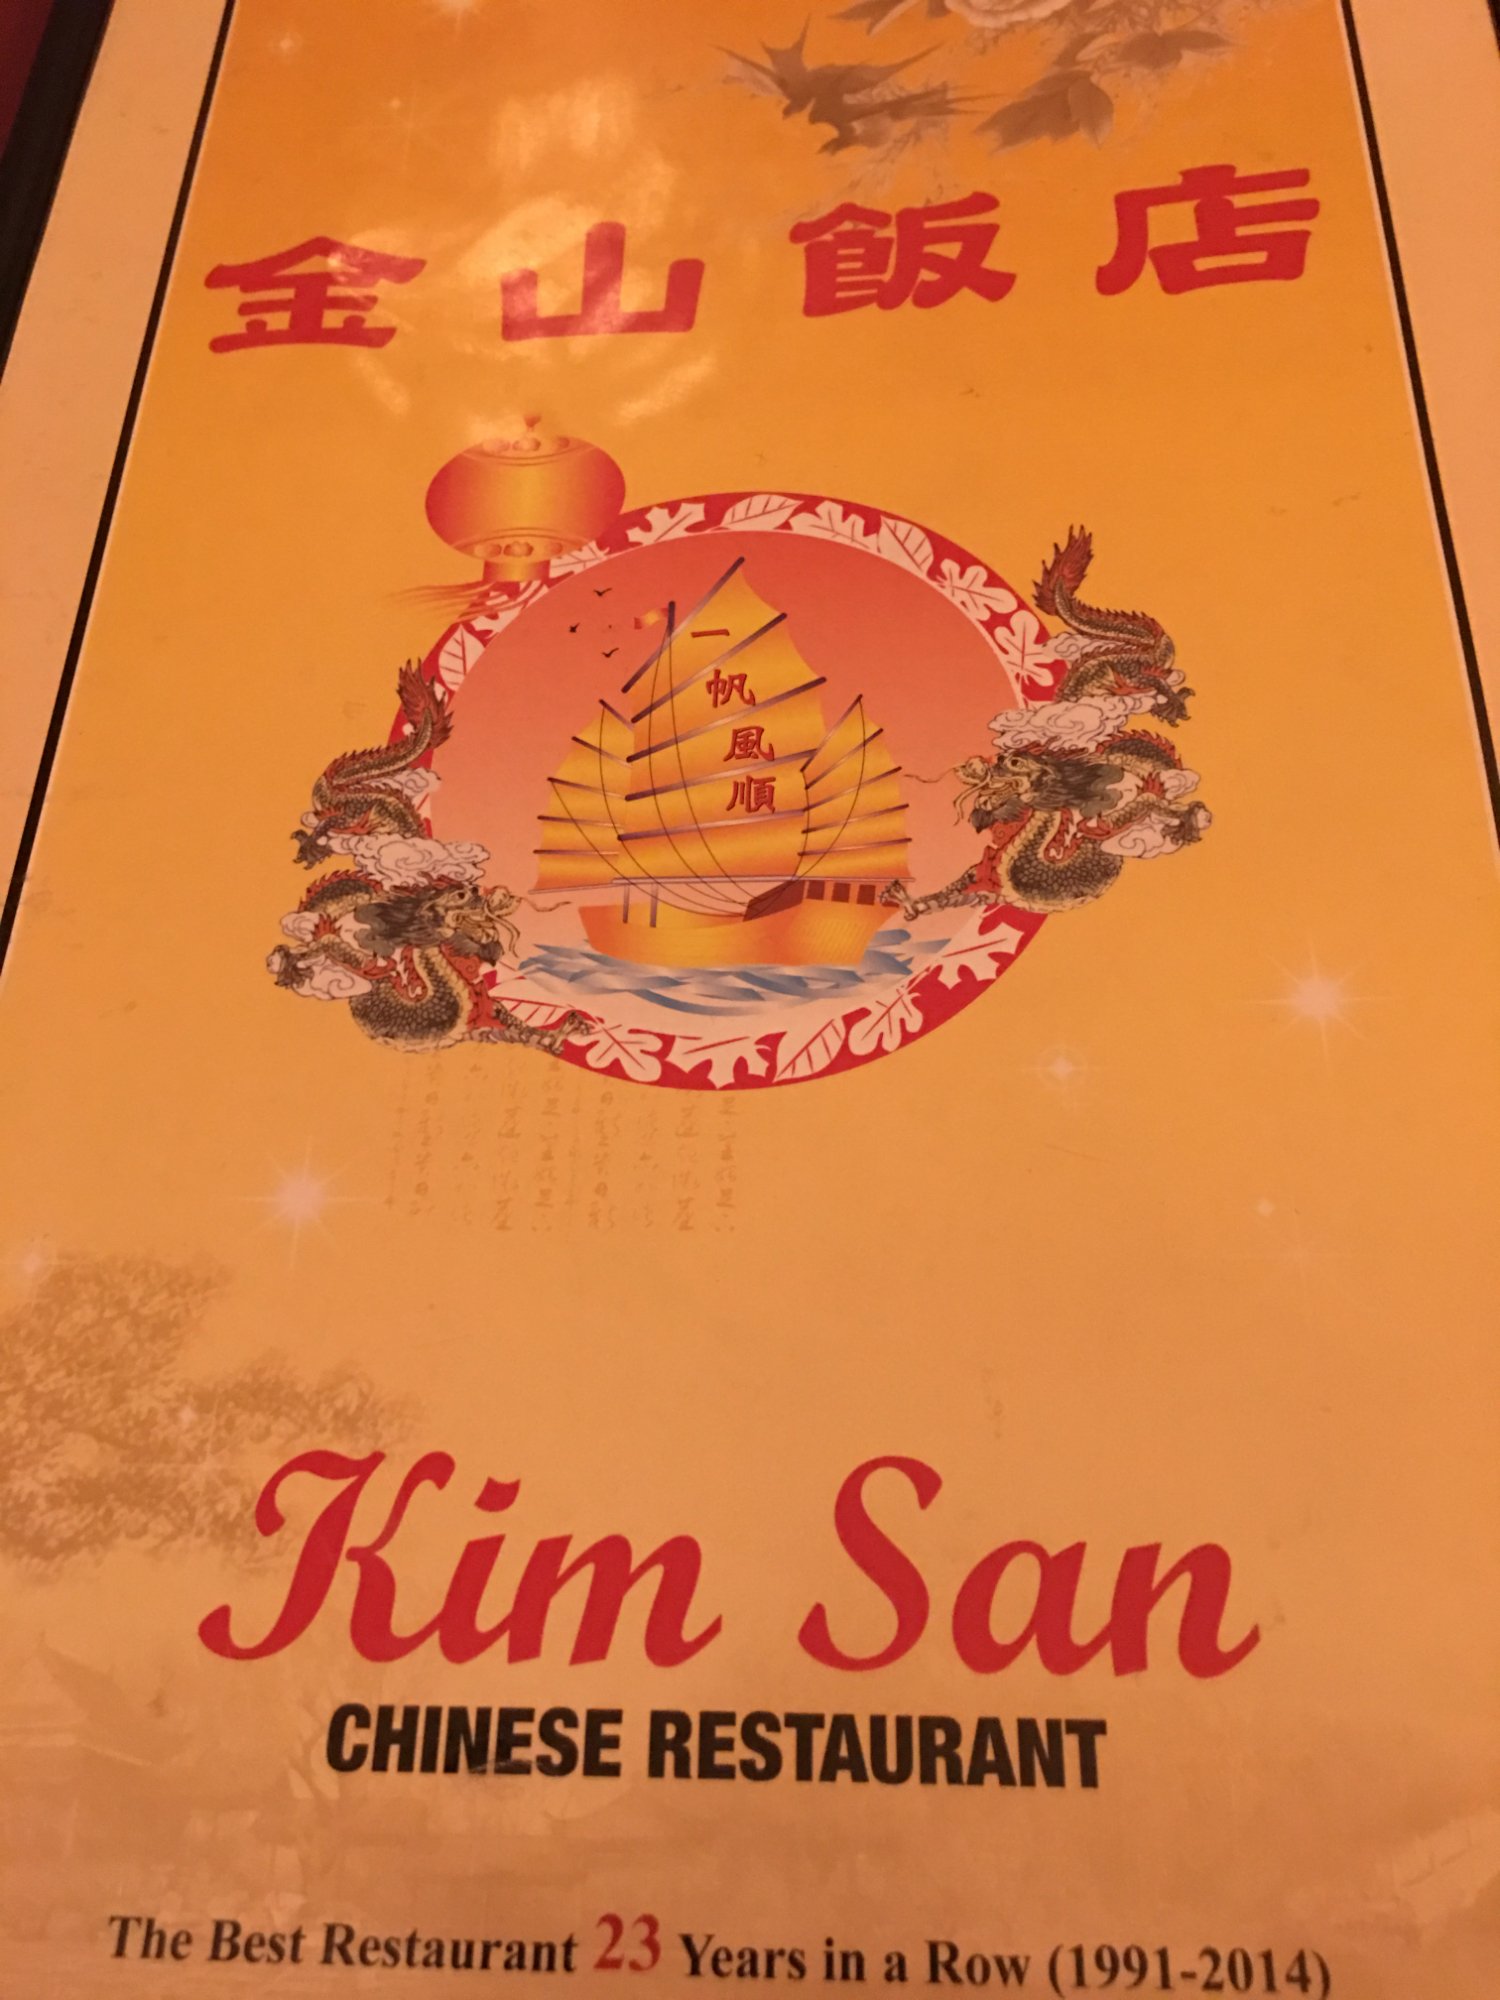 金山飯店
一
帆
風
順
Kim San
CHINESE RESTAURANT
The Best Restaurant 23 Years in a Row (1991-2014)